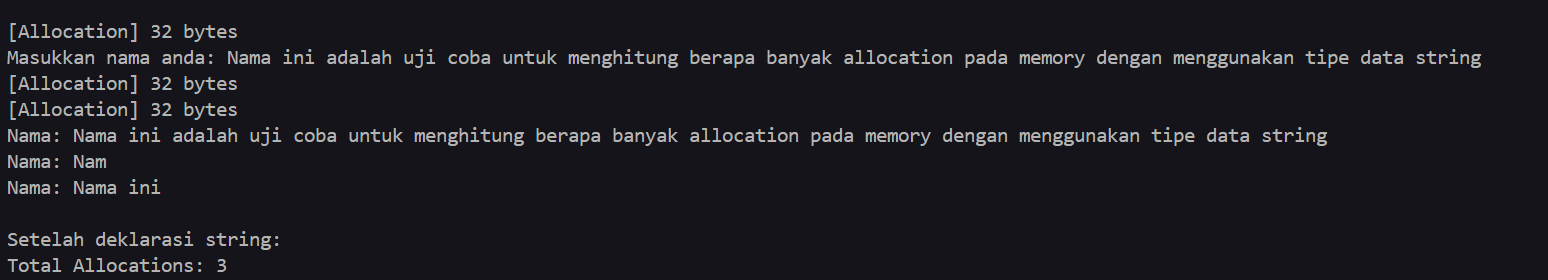 [Allocation] 32 bytes
Masukkan nama anda: Nama ini adalah uji coba untuk menghitung berapa banyak allocation pada memory dengan menggunakan tipe data string
[Allocation] 32 bytes
[Allocation] 32 bytes
Nama: Nama ini adalah uji coba untuk menghitung berapa banyak allocation pada memory dengan menggunakan tipe data string
Nama: Nam
Nama: Nama ini
Setelah deklarasi string:
Total Allocations: 3